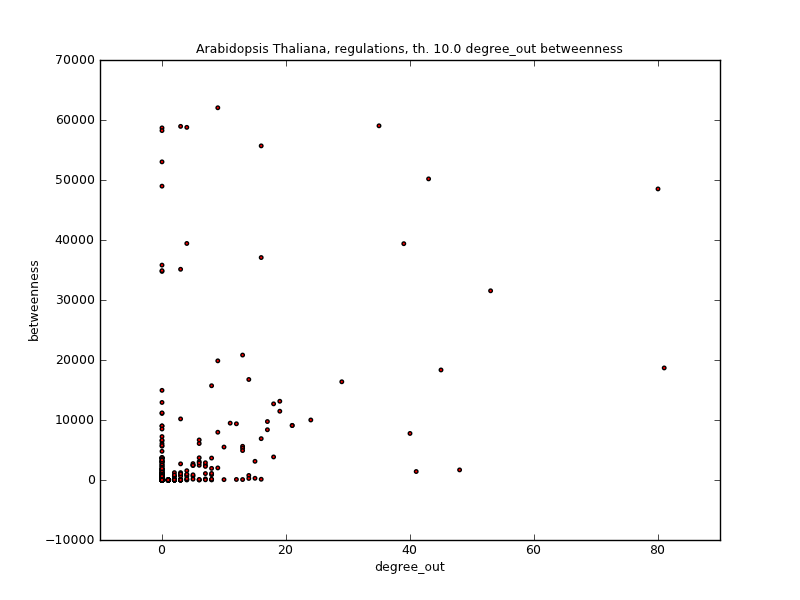 Arabidopsis Thaliana, regulations, th. 10.0 degree_out betweenness
70000
60000
50000
40000
30000
20000
10000
0
−10000
betweenness
0 20 40 60 80
degree_out